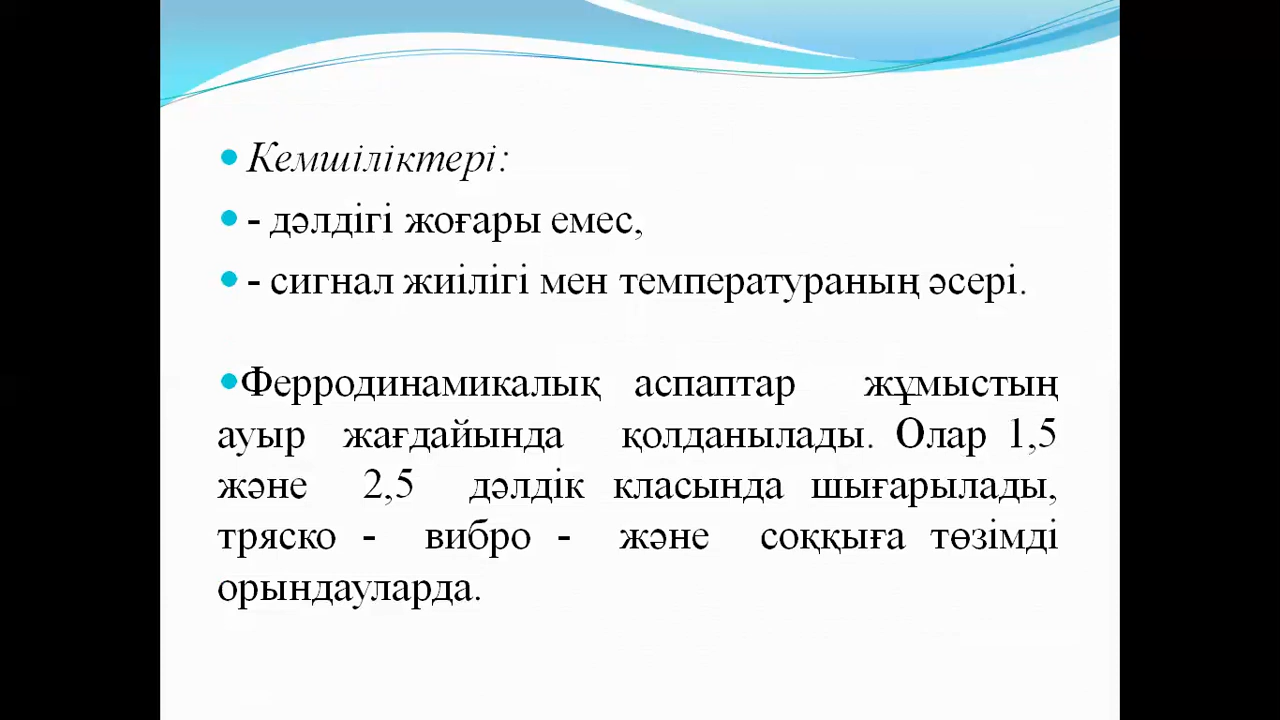 Кемшіліктері:
- дәлдігі жоғары емес,
- сигнал жиілігі мен температураның әсері.
Ферродинамикалық аспаптар жұмыстың
ауыр жағдайында қолданылады. Олар 1,5
және 2,5 дәлдік класында шығарылады,
тряско - вибро - және соққыға төзімді
орындауларда.